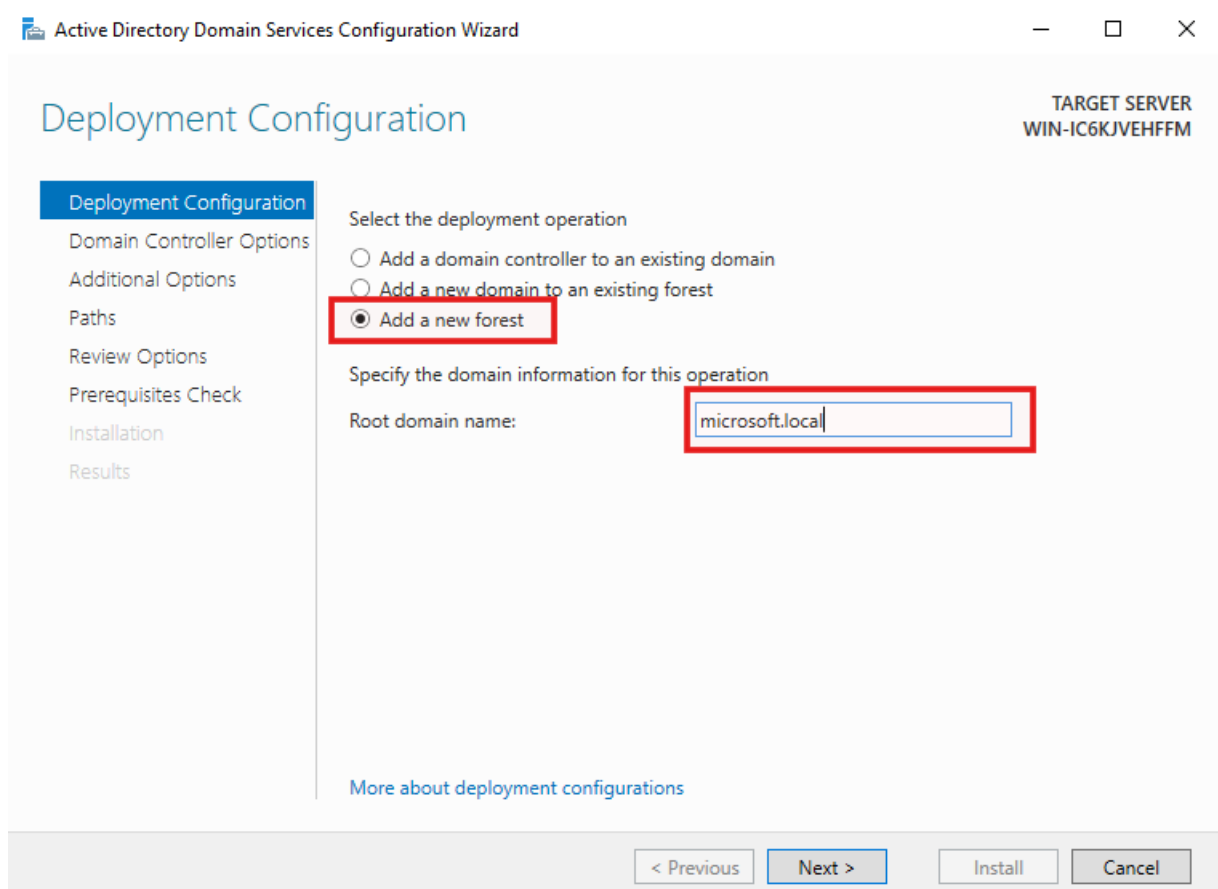 Active Directory Domain Services Configuration Wizard
Deployment Configuration
TARGET SERVER
WIN-IC6KJVEHFFM
Deployment Configuration
Domain Controller Options
Additional Options
Paths
Review Options
Prerequisites Check
Installation
Results
Select the deployment operation
Add a domain controller to an existing domain
Add a new domain to an existing forest
Add a new forest
Specify the domain information for this operation
Root domain name: microsoft.local
More about deployment configurations
< Previous Next > Install Cancel